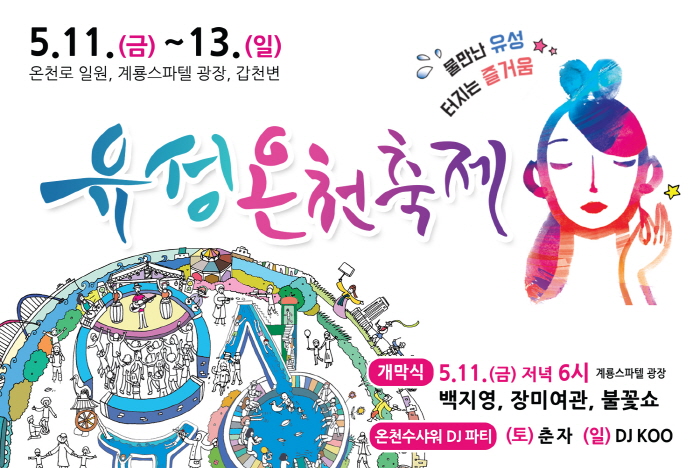 5.11.(금) ~13.(일)
온천로 일원, 계룡스파텔 광장, 갑천변
물만난 유성
터지는 즐거움
유성온천축제
개막식 5.11.(금) 저녁 6시 계룡스파텔 광장
백지영, 장미여관, 불꽃쇼
온천수샤워 DJ 파티 (토) 춘자 (일) DJ KOO